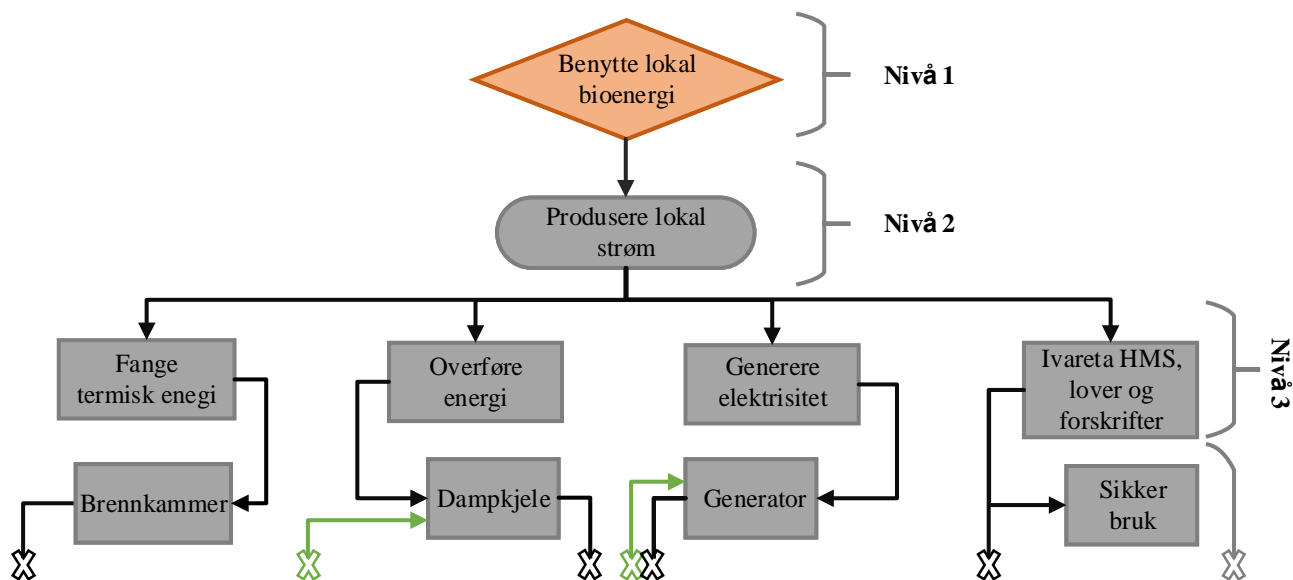 Benytte lokal
bioenergi
Nivå 1
Produsere lokal
strøm
Nivå 2
Fange
termisk enegi
Overføre
energi
Generere
elektrisitet
Ivareta HMS,
lover og
forskrifter
Nivå 3
Brennkammer
Dampkjele
Generator
Sikker
bruk
X
X
X
X
X
X
X